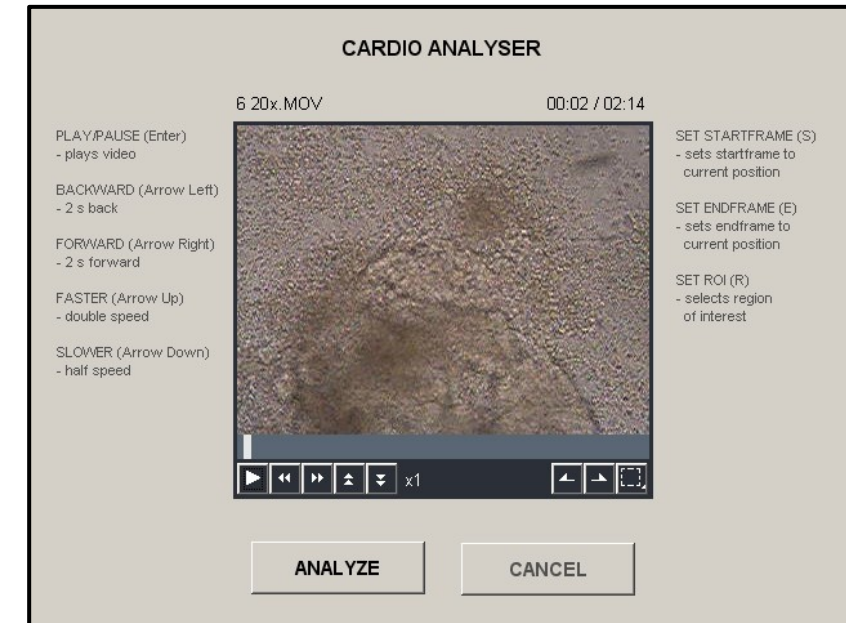 CARDIO ANALYSER
6 20x.MOV
00:02 / 02:14
PLAY/PAUSE (Enter)
- plays video
BACKWARD (Arrow Left)
- 2 s back
FORWARD (Arrow Right)
- 2 s forward
FASTER (Arrow Up)
- double speed
SLOWER (Arrow Down)
- half speed
SET STARTFRAME (S)
- sets startframe to
current position
SET ENDFRAME (E)
- sets endframe to
current position
SET ROI (R)
- selects region
of interest
x1
ANALYZE
CANCEL